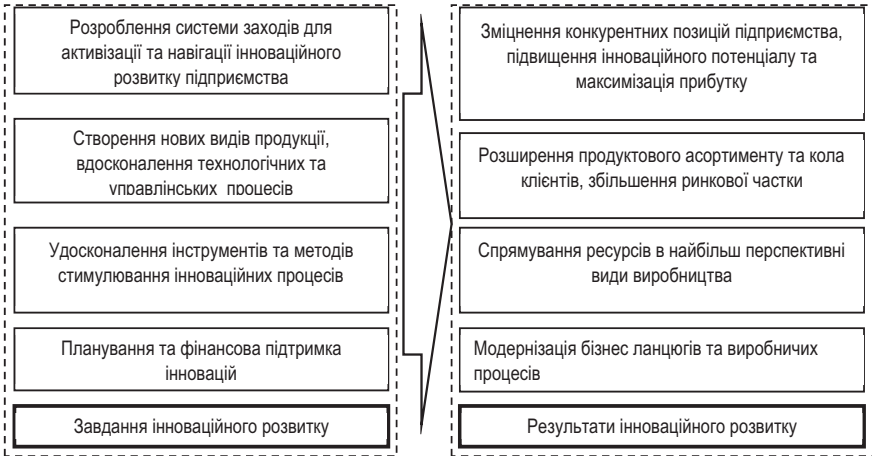 Розроблення системи заходів для
активізації та навігації інноваційного
розвитку підприємства
Створення нових видів продукції,
вдосконалення технологічних та
управлінських процесів
Удосконалення інструментів та методів
стимулювання інноваційних процесів
Планування та фінансова підтримка
інновацій
Завдання інноваційного розвитку
Зміцнення конкурентних позицій підприємства,
підвищення інноваційного потенціалу та
максимізація прибутку
Розширення продуктового асортименту та кола
клієнтів, збільшення ринкової частки
Спрямування ресурсів в найбільш перспективні
види виробництва
Модернізація бізнес ланцюгів та виробничих
процесів
Результати інноваційного розвитку